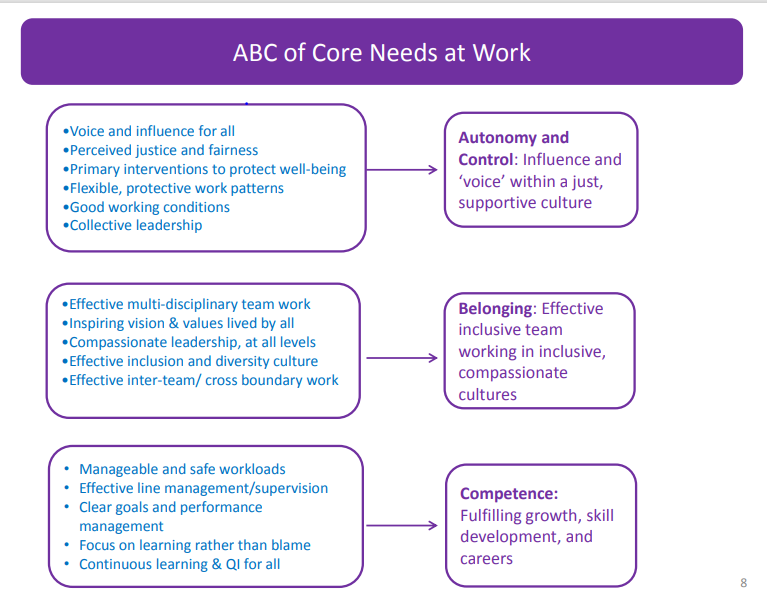 ABC of Core Needs at Work
•Voice and influence for all
•Perceived justice and fairness
•Primary interventions to protect well-being
•Flexible, protective work patterns
•Good working conditions
•Collective leadership
Autonomy and
Control: Influence and
‘voice’ within a just,
supportive culture
•Effective multi-disciplinary team work
•Inspiring vision & values lived by all
•Compassionate leadership, at all levels
•Effective inclusion and diversity culture
•Effective inter-team/ cross boundary work
Belonging: Effective
inclusive team
working in inclusive,
compassionate
cultures
• Manageable and safe workloads
• Effective line management/supervision
• Clear goals and performance
management
• Focus on learning rather than blame
• Continuous learning & QI for all
Competence:
Fulfilling growth, skill
development, and
careers
8